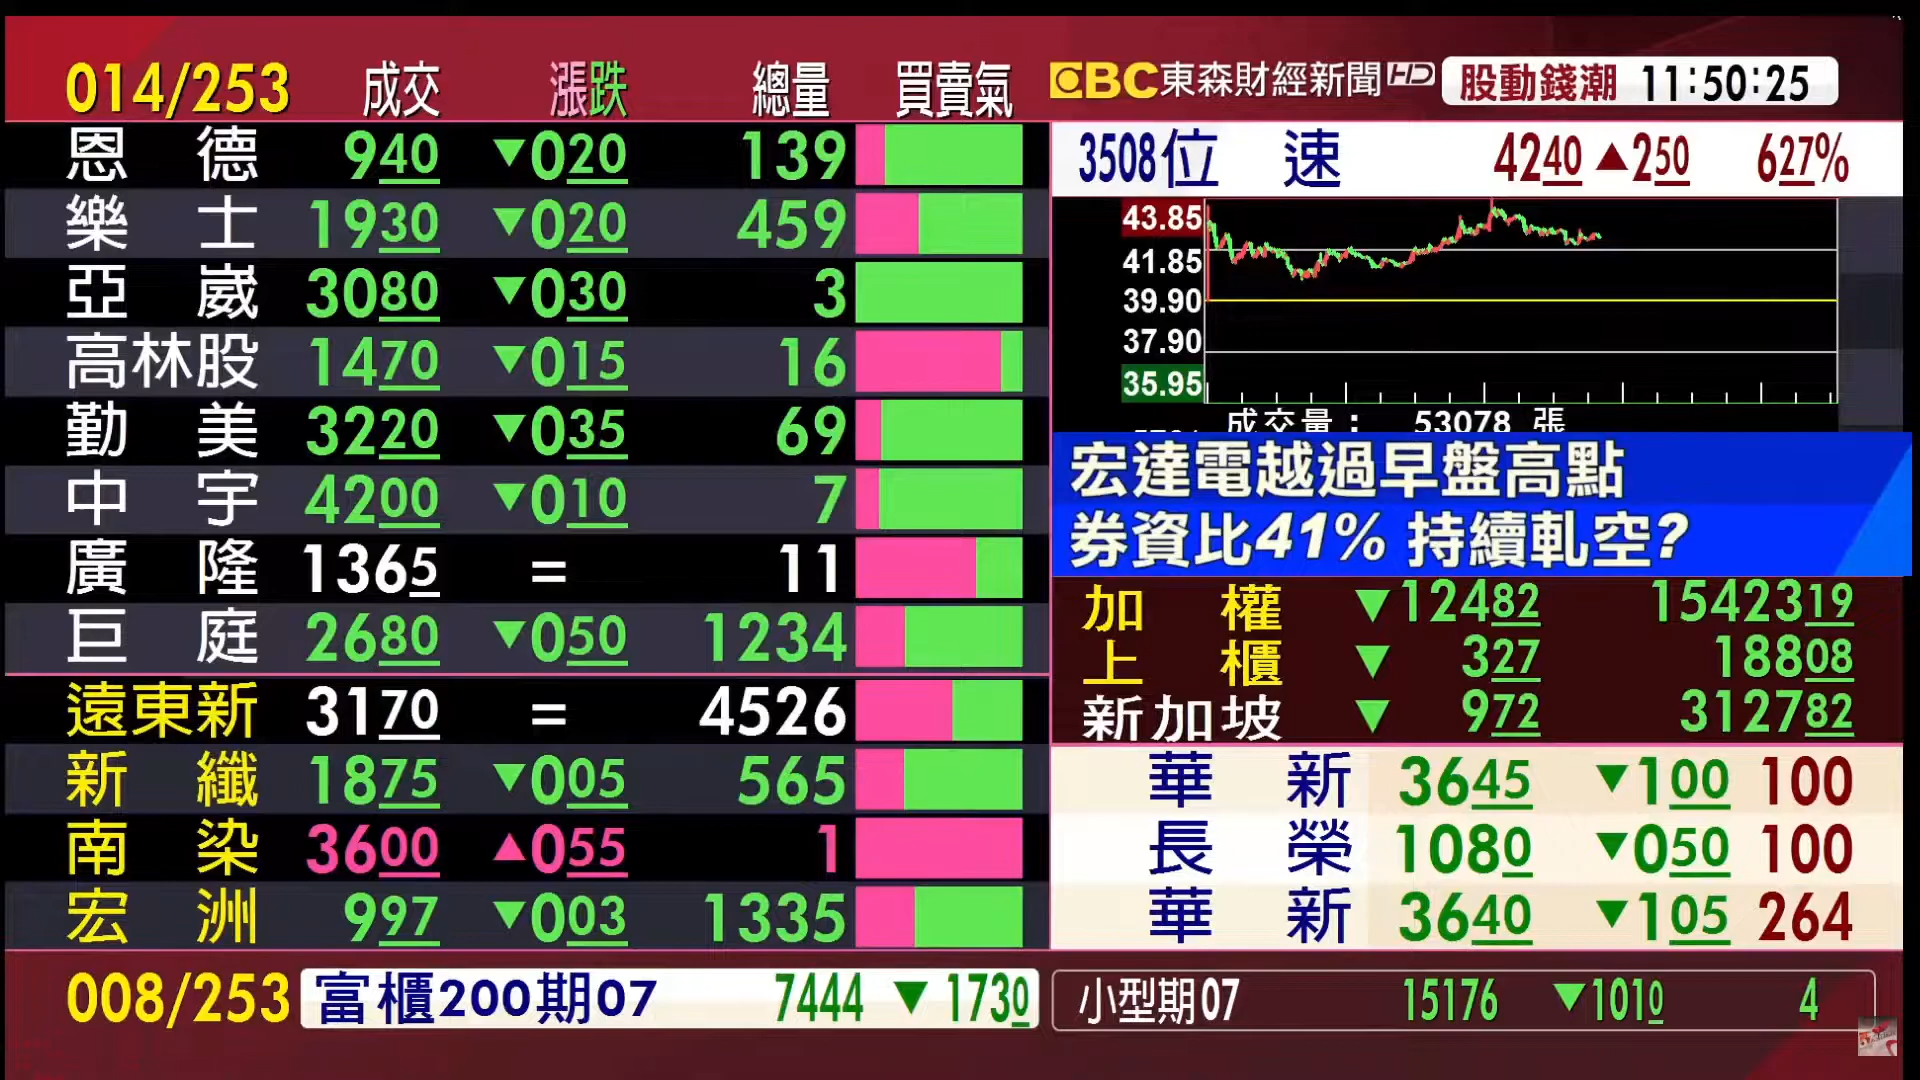 014/253 成交 漲跌 總量 買賣氣
恩德 940 ▼020 139
樂士 1930 ▼020 459
亞崴 3080 ▼030 3
高林股 1470 ▼015 16
勤美 3220 ▼035 69
中宇 4200 ▼010 7
廣隆 1365 = 11
巨庭 2680 ▼050 1234
遠東新 3170 = 4526
新纖 1875 ▼005 565
南染 3600 ▲055 1
宏洲 997 ▼003 1335
008/253 富櫃200期07 7444 ▼1730
EBC東森財經新聞HD 股動錢潮 11:50:25
3508位速 4240 ▲250 627%
43.85
41.85
39.90
37.90
35.95
成交量: 53078 張
宏達電越過早盤高點
券資比41% 持續軋空?
加權 ▼12482 1542319
上櫃 ▼327 18808
新加坡 ▼972 312782
華新 3645 ▼100 100
長榮 1080 ▼050 100
華新 3640 ▼105 264
小型期07 15176 ▼1010 4